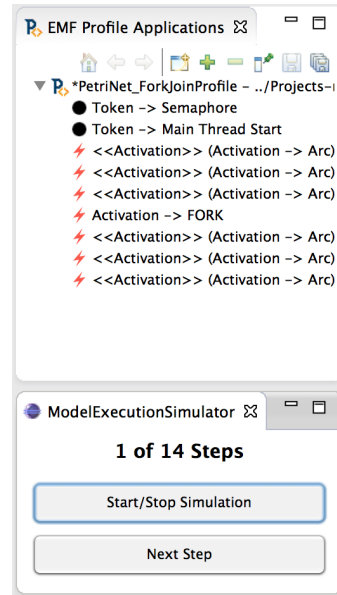 EMF Profile Applications
*PetriNet_ForkJoinProfile - ../Projects-
Token -> Semaphore
Token -> Main Thread Start
<<Activation>> (Activation -> Arc)
<<Activation>> (Activation -> Arc)
<<Activation>> (Activation -> Arc)
Activation -> FORK
<<Activation>> (Activation -> Arc)
<<Activation>> (Activation -> Arc)
<<Activation>> (Activation -> Arc)
ModelExecutionSimulator
1 of 14 Steps
Start/Stop Simulation
Next Step